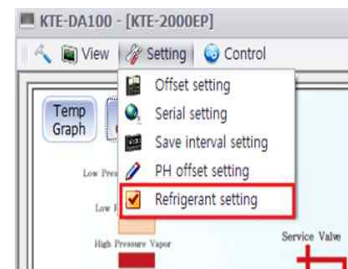 KTE-DA100 - [KTE-2000EP]
View Setting Control
Offset setting
Serial setting
Save interval setting
PH offset setting
Refrigerant setting
Temp
Graph
Low Pres
Low
High Pressure Vapor
Service Valve